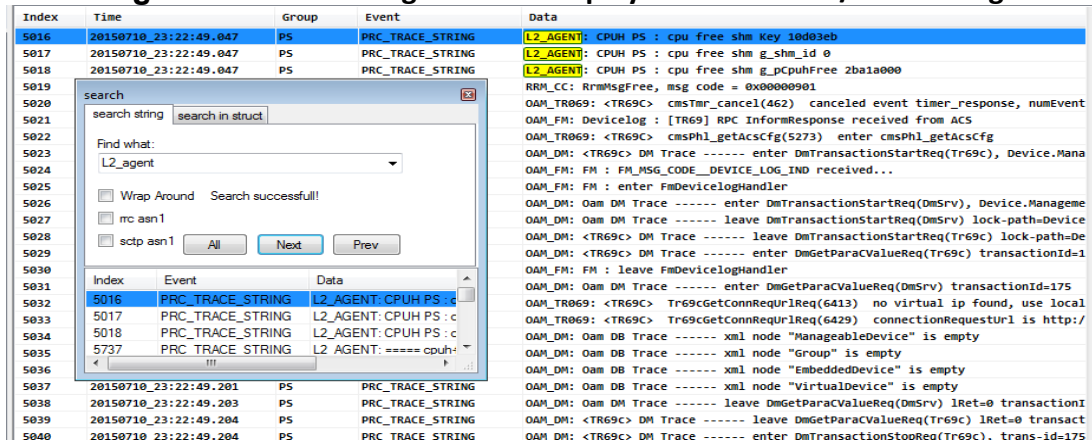 Index Time Group Event Data
5016 20150710_23:22:49.047 PS PRC_TRACE_STRING L2_AGENT: CPUH PS : cpu free shm Key 10d03eb
5017 20150710_23:22:49.047 PS PRC_TRACE_STRING L2_AGENT: CPUH PS : cpu free shm g_shm_id 0
5018 20150710_23:22:49.047 PS PRC_TRACE_STRING L2_AGENT: CPUH PS : cpu free shm g_pCpuhFree 2ba1a000
5019 RRM_CC: RrmMsgFree, msg code = 0x00000901
5020 OAM_TR069: <TR69C> cmsTmr_cancel(462) canceled event timer_response, numEvent
5021 OAM_FM: Devicelog : [TR69] RPC InformResponse received from ACS
5022 OAM_TR069: <TR69C> cmsPhl_getAcsCfg(5273) enter cmsPhl_getAcsCfg
5023 OAM_DM: <TR69c> DM Trace ------ enter DmTransactionStartReq(Tr69c), Device.Mana
5024 OAM_FM: FM : FM_MSG_CODE__DEVICE_LOG_IND received...
5025 OAM_FM: FM : enter FmDevicelogHandler
5026 OAM_DM: Oam DM Trace ------ enter DmTransactionStartReq(DmSrv), Device.Manageme
5027 OAM_DM: Oam DM Trace ------ leave DmTransactionStartReq(DmSrv) lock-path=Device
5028 OAM_DM: <TR69c> DM Trace ------ leave DmTransactionStartReq(Tr69c) lock-path=De
5029 OAM_DM: <TR69c> DM Trace ------ enter DmGetParaCValueReq(Tr69c) transactionId=1
5030 OAM_FM: FM : leave FmDevicelogHandler
5031 OAM_DM: Oam DM Trace ------ enter DmGetParaCValueReq(DmSrv) transactionId=175
5032 OAM_TR069: <TR69C> Tr69cGetConnReqUrlReq(6413) no virtual ip found, use local
5033 OAM_TR069: <TR69C> Tr69cGetConnReqUrlReq(6429) connectionRequestUrl is http:/
5034 OAM_DM: Oam DB Trace ------ xml node "ManageableDevice" is empty
5035 OAM_DM: Oam DB Trace ------ xml node "Group" is empty
5036 OAM_DM: Oam DB Trace ------ xml node "EmbeddedDevice" is empty
5037 20150710_23:22:49.201 PS PRC_TRACE_STRING OAM_DM: Oam DB Trace ------ xml node "VirtualDevice" is empty
5038 20150710_23:22:49.203 PS PRC_TRACE_STRING OAM_DM: Oam DM Trace ------ leave DmGetParaCValueReq(DmSrv) lRet=0 transactionI
5039 20150710_23:22:49.204 PS PRC_TRACE_STRING OAM_DM: <TR69c> DM Trace ------ leave DmGetParaCValueReq(Tr69c) lRet=0 transact
5040 20150710_23:22:49.204 PS PRC_TRACE_STRING OAM_DM: <TR69c> DM Trace ------ enter DmTransactionStopReq(Tr69c), trans-id=175
search
search string search in struct
Find what:
L2_agent
Wrap Around Search successfull!
rrc asn1
sctp asn1 All Next Prev
Index Event Data
5016 PRC_TRACE_STRING L2_AGENT: CPUH PS : c
5017 PRC_TRACE_STRING L2_AGENT: CPUH PS : c
5018 PRC_TRACE_STRING L2_AGENT: CPUH PS : c
5737 PRC_TRACE_STRING L2_AGENT: ===== cpuh